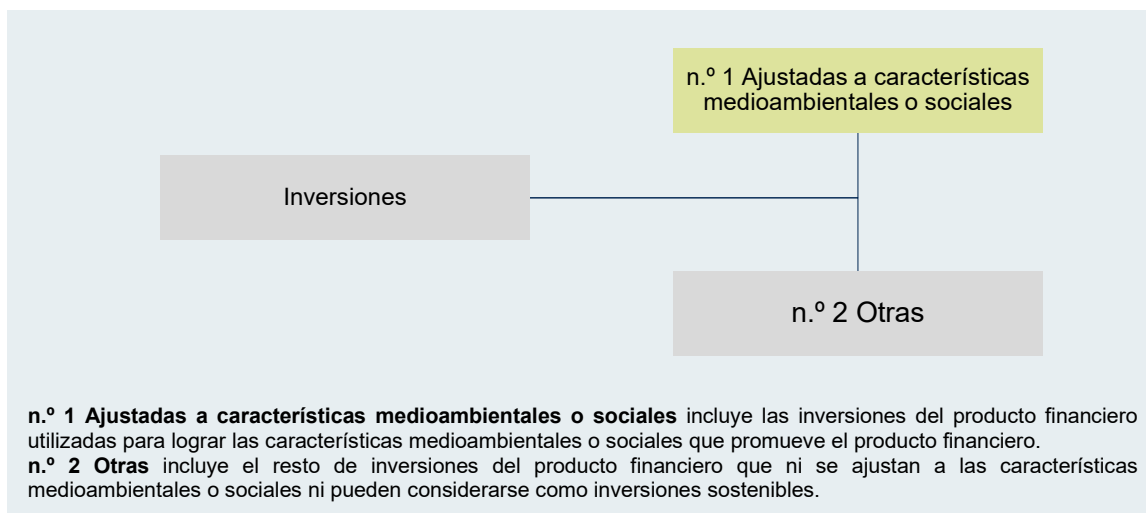 n.º 1 Ajustadas a características
medioambientales o sociales
Inversiones
n.º 2 Otras
n.º 1 Ajustadas a características medioambientales o sociales incluye las inversiones del producto financiero
utilizadas para lograr las características medioambientales o sociales que promueve el producto financiero.
n.º 2 Otras incluye el resto de inversiones del producto financiero que ni se ajustan a las características
medioambientales o sociales ni pueden considerarse como inversiones sostenibles.